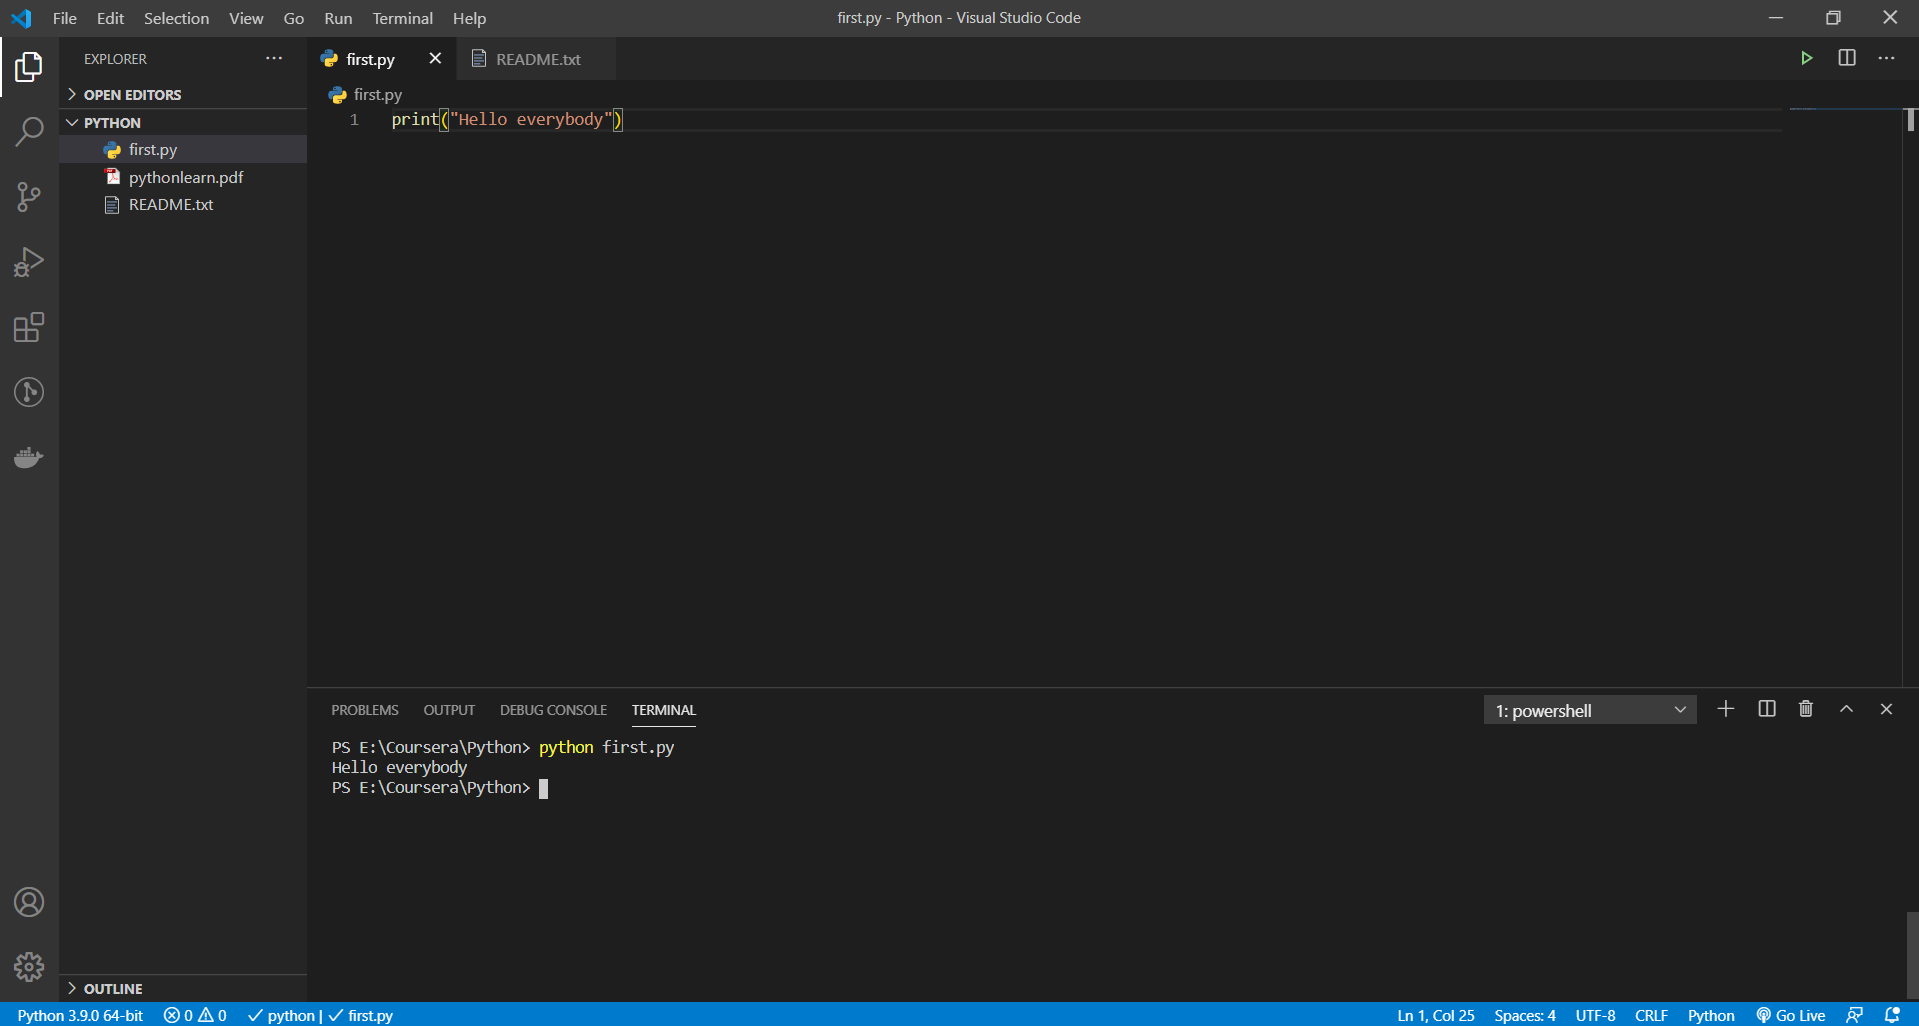 File Edit Selection View Go Run Terminal Help
first.py - Python - Visual Studio Code
EXPLORER
OPEN EDITORS
PYTHON
first.py
pythonlearn.pdf
README.txt
OUTLINE
first.py
README.txt
first.py
1 print("Hello everybody")
PROBLEMS OUTPUT DEBUG CONSOLE TERMINAL
1: powershell
PS E:\Coursera\Python> python first.py
Hello everybody
PS E:\Coursera\Python>
Python 3.9.0 64-bit 0 0 python | first.py
Ln 1, Col 25 Spaces: 4 UTF-8 CRLF Python Go Live